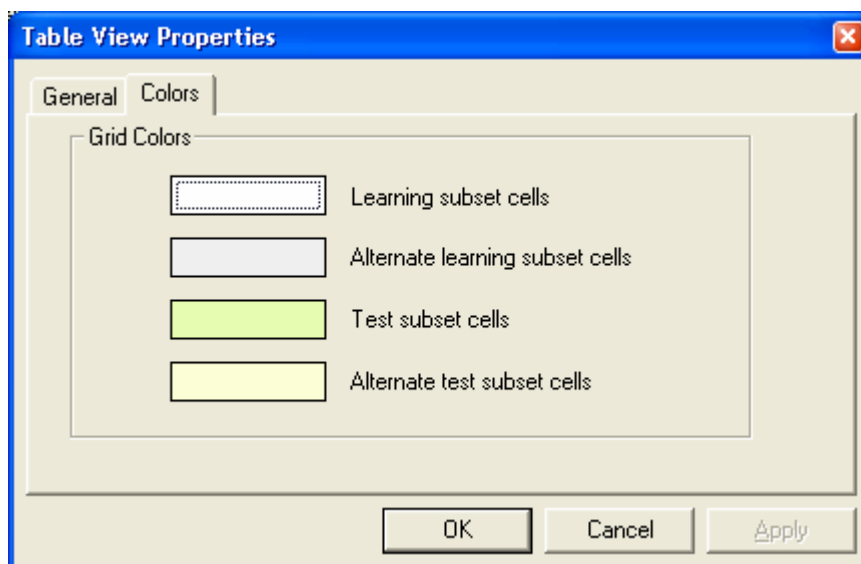 Table View Properties
General Colors
Grid Colors
Learning subset cells
Alternate learning subset cells
Test subset cells
Alternate test subset cells
OK Cancel Apply